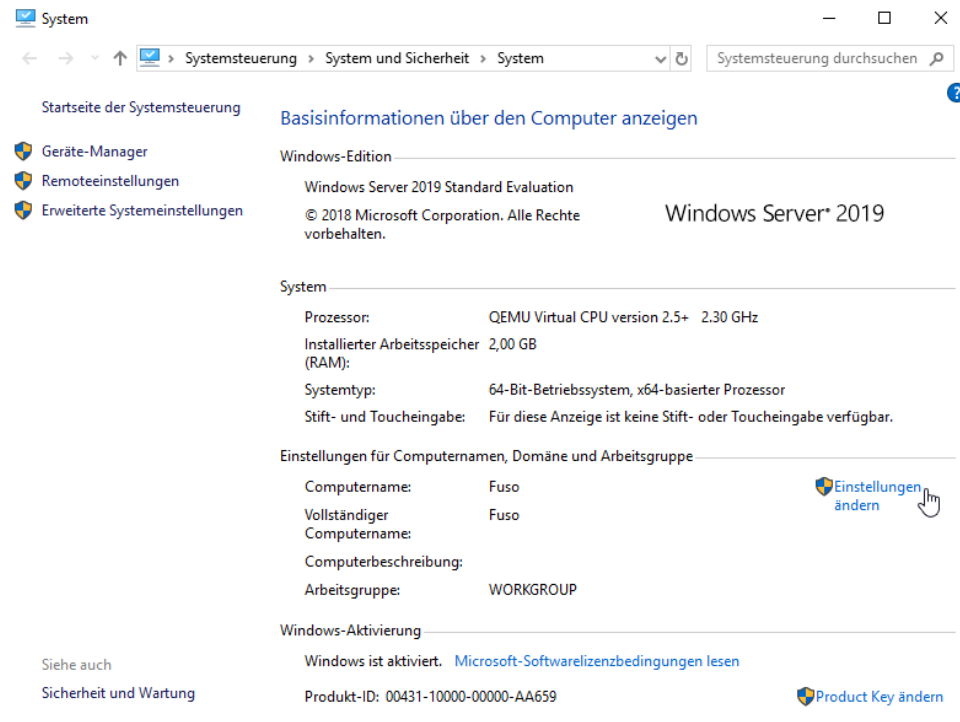 System
Systemsteuerung > System und Sicherheit > System
Systemsteuerung durchsuchen
?
Startseite der Systemsteuerung
Geräte-Manager
Remoteeinstellungen
Erweiterte Systemeinstellungen
Basisinformationen über den Computer anzeigen
Windows-Edition
Windows Server 2019 Standard Evaluation
© 2018 Microsoft Corporation. Alle Rechte
vorbehalten.
Windows Server® 2019
System
Prozessor: QEMU Virtual CPU version 2.5+ 2.30 GHz
Installierter Arbeitsspeicher 2,00 GB
(RAM):
Systemtyp: 64-Bit-Betriebssystem, x64-basierter Prozessor
Stift- und Toucheingabe: Für diese Anzeige ist keine Stift- oder Toucheingabe verfügbar.
Einstellungen für Computernamen, Domäne und Arbeitsgruppe
Computername: Fuso
Einstellungen
ändern
Vollständiger Fuso
Computername:
Computerbeschreibung:
Arbeitsgruppe: WORKGROUP
Windows-Aktivierung
Windows ist aktiviert. Microsoft-Softwarelizenzbedingungen lesen
Produkt-ID: 00431-10000-00000-AA659
Product Key ändern
Siehe auch
Sicherheit und Wartung